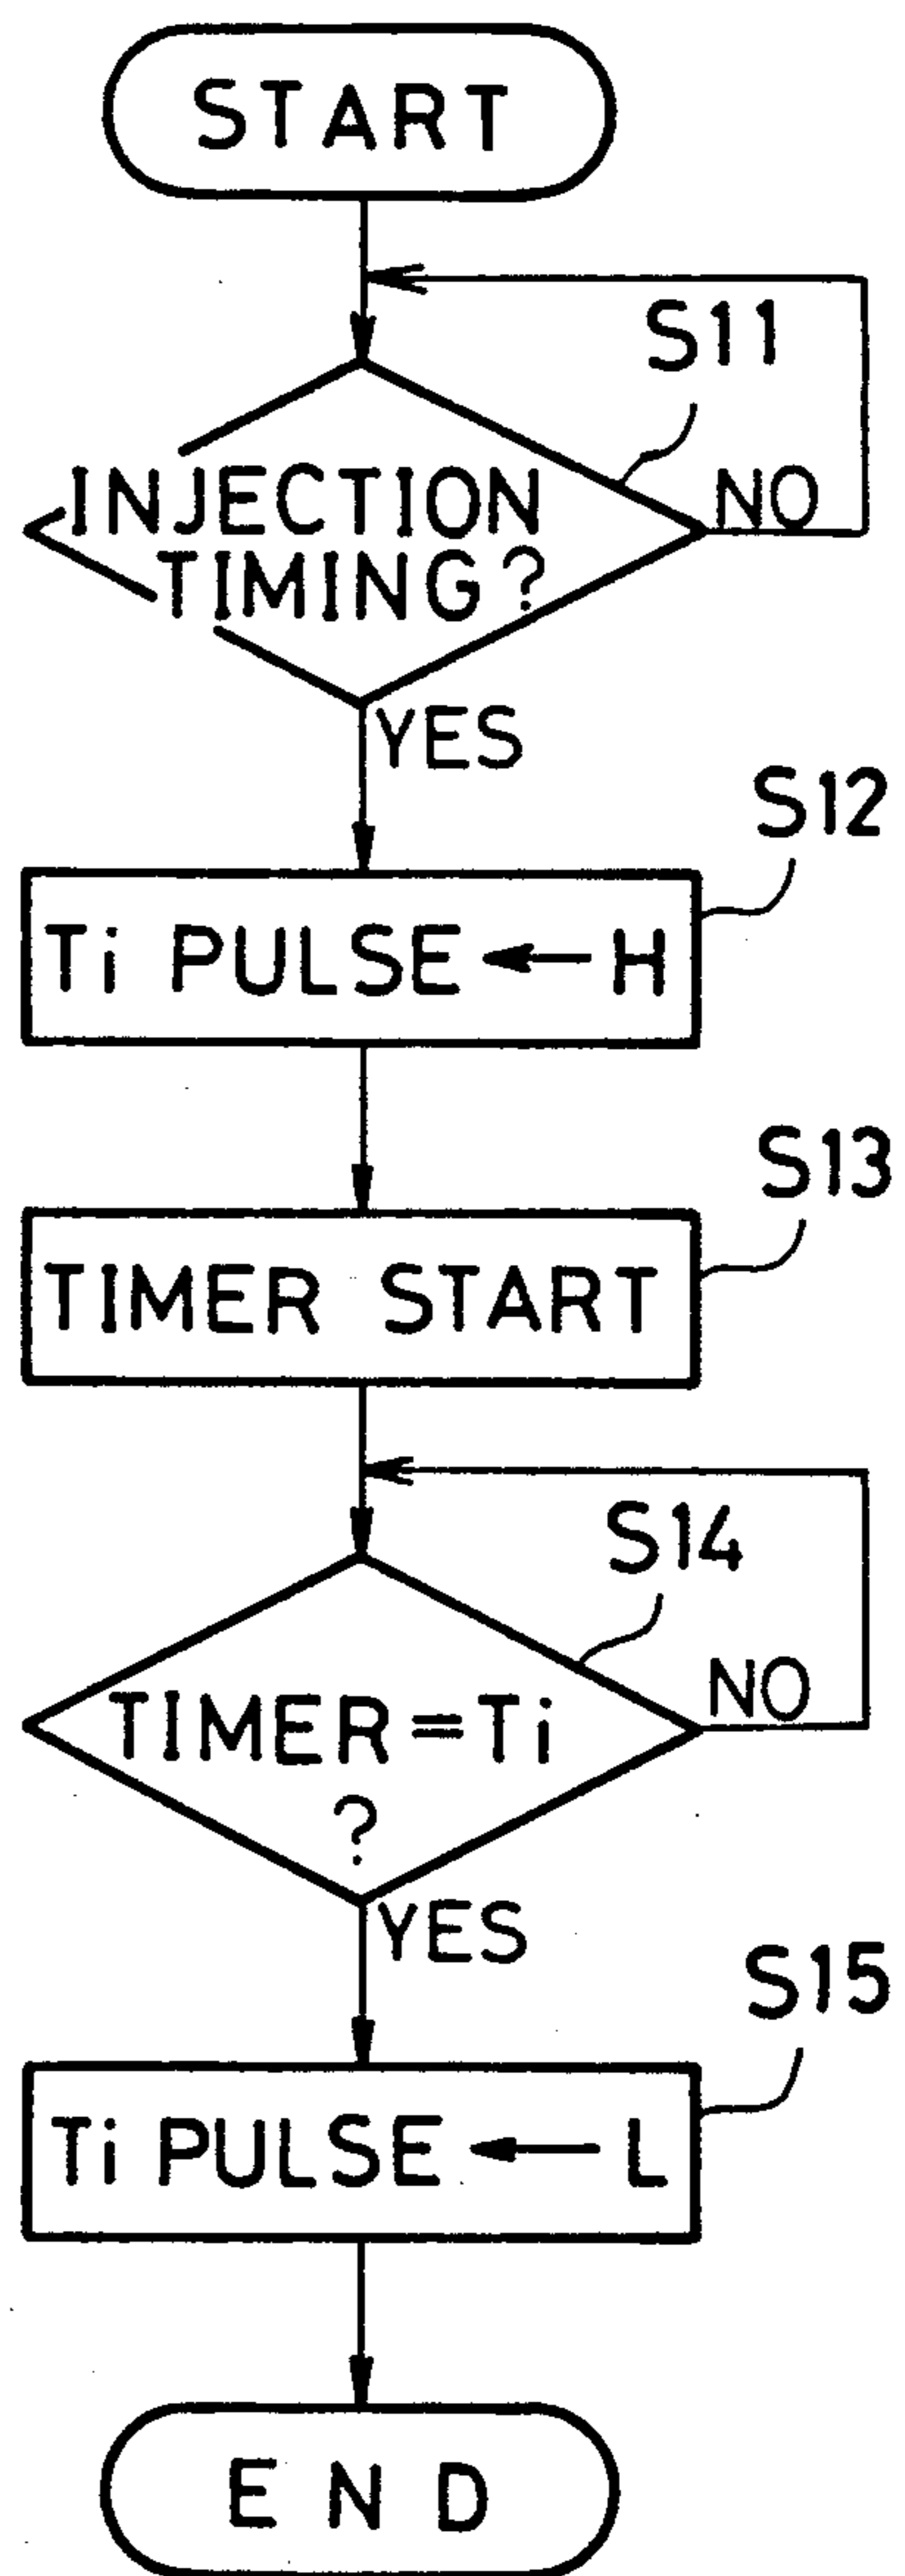 START
S11
INJECTION
TIMING?
NO
YES
S12
Ti PULSE ← H
S13
TIMER START
S14
TIMER=Ti
?
NO
YES
S15
Ti PULSE ← L
END